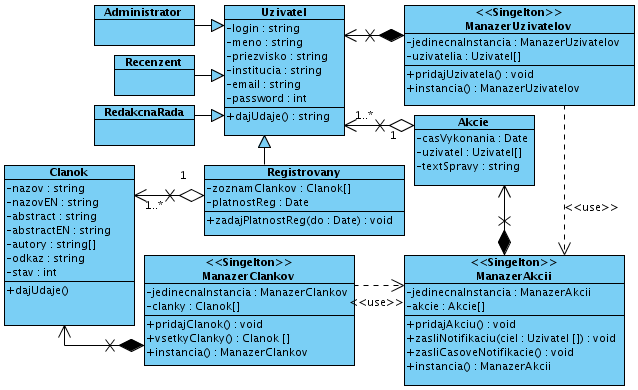 Administrator
Recenzent
RedakcnaRada
Uzivatel
-login : string
-meno : string
-priezvisko : string
-institucia : string
-email : string
-password : int
+dajUdaje() : string
<<Singelton>>
ManazerUzivatelov
-jedinecnaInstancia : ManazerUzivatelov
-uzivatelia : Uzivatel[]
+pridajUzivatela() : void
+instancia() : ManazerUzivatelov
1..*
1
Akcie
-casVykonania : Date
-uzivatel : Uzivatel[]
-textSpravy : string
Clanok
-nazov : string
-nazovEN : string
-abstract : string
-abstractEN : string
-autory : string[]
-odkaz : string
-stav : int
+dajUdaje()
1
1..*
Registrovany
-zoznamClankov : Clanok[]
-platnostReg : Date
+zadajPlatnostReg(do : Date) : void
<<use>>
<<Singelton>>
ManazerClankov
-jedinecnaInstancia : ManazerClankov
-clanky : Clanok[]
+pridajClanok() : void
+vsetkyClanky() : Clanok []
+instancia() : ManazerClankov
<<use>>
<<Singelton>>
ManazerAkcii
-jedinecnaInstancia : ManazerAkcii
-akcie : Akcie[]
+pridajAkciu() : void
+zasliNotifikaciu(ciel : Uzivatel []) : void
+zasliCasoveNotifikacie() : void
+instancia() : ManazerAkcii